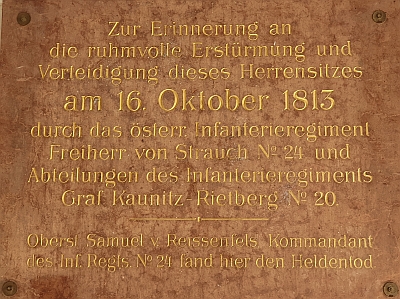 Zur Erinnerung an
die ruhmvolle Erstürmung und
Verteidigung dieses Herrensitzes
am 16. Oktober 1813
durch das österr. Infanterieregiment
Freiherr von Strauch No 24 und
Abteilungen des Infanterieregiments
Graf Kaunitz-Rietberg No 20.
Oberst Samuel v. Reissenfels, Kommandant
des Inf. Regts. No 24 fand hier den Heldentod.